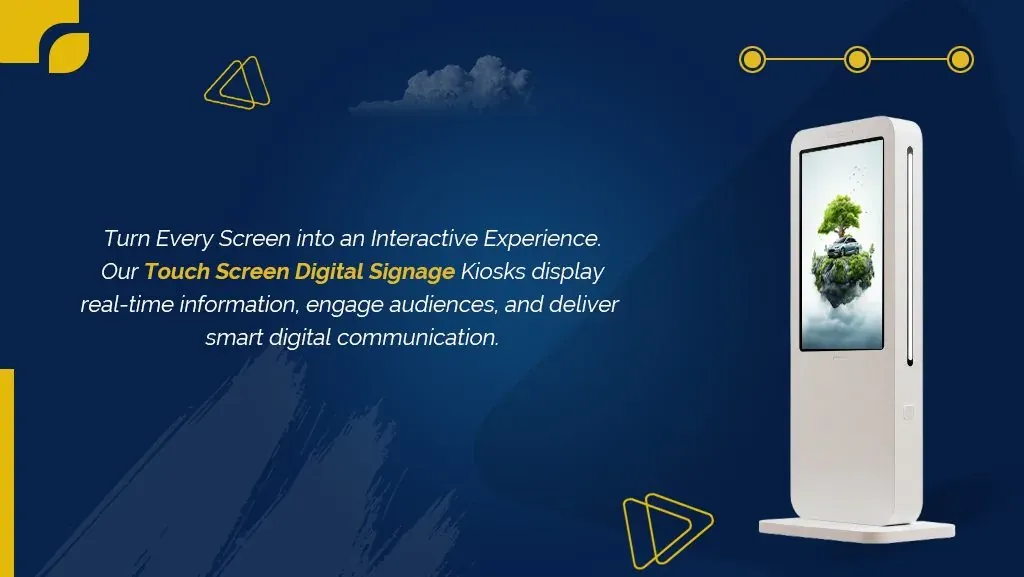 Turn Every Screen into an Interactive Experience.
Our Touch Screen Digital Signage Kiosks display
real-time information, engage audiences, and deliver
smart digital communication.